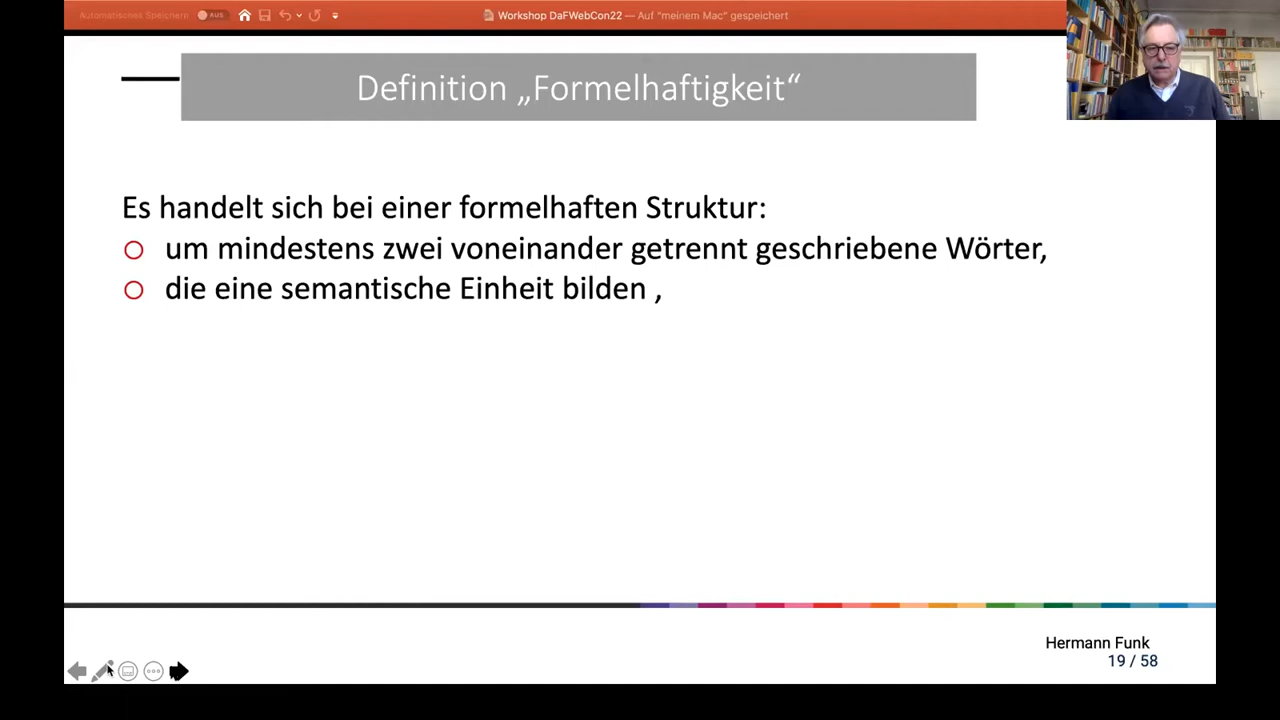 Automatisches Speichern AUS Workshop DaFWebCon22 — Auf "meinem Mac" gespeichert
Definition „Formelhaftigkeit“
Es handelt sich bei einer formelhaften Struktur:
um mindestens zwei voneinander getrennt geschriebene Wörter,
die eine semantische Einheit bilden ,
Hermann Funk
19 / 58